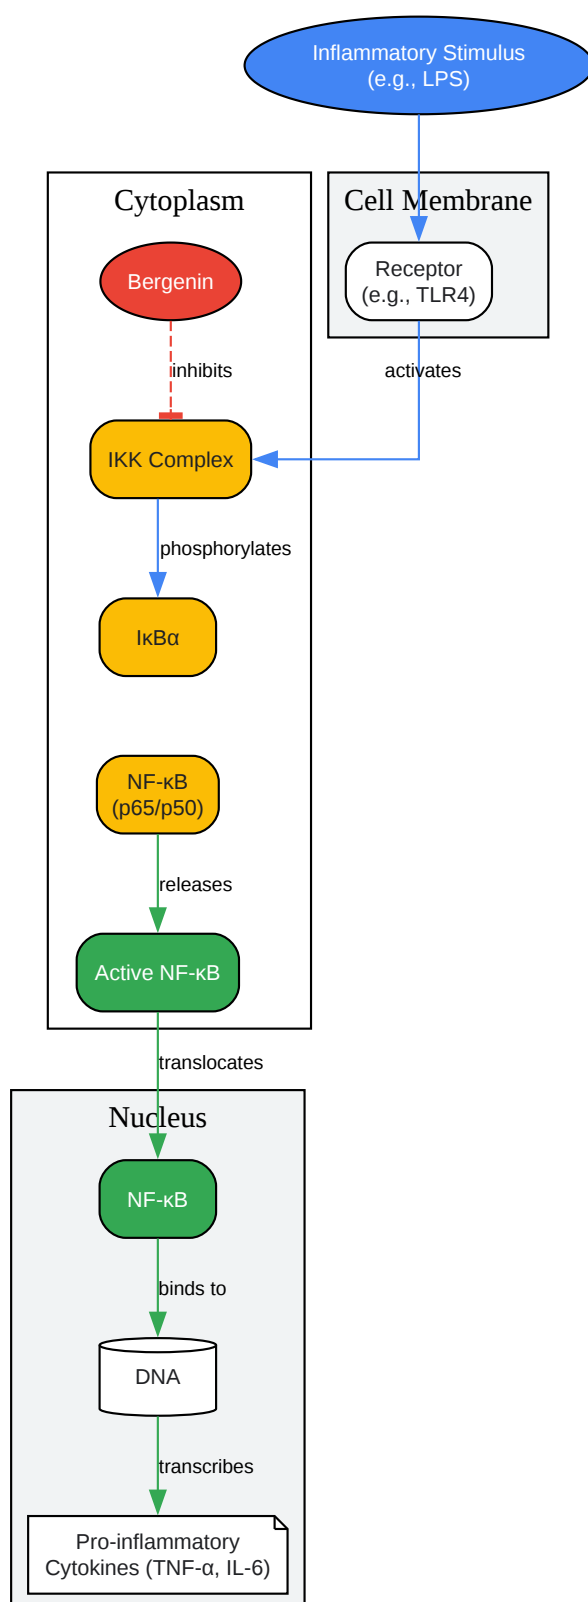 Inflammatory Stimulus
(e.g., LPS)
Cytoplasm
Cell Membrane
Bergenin
Receptor
(e.g., TLR4)
inhibits
activates
IKK Complex
phosphorylates
IκBα
NF-κB
(p65/p50)
releases
Active NF-κB
translocates
Nucleus
NF-κB
binds to
DNA
transcribes
Pro-inflammatory
Cytokines (TNF-α, IL-6)